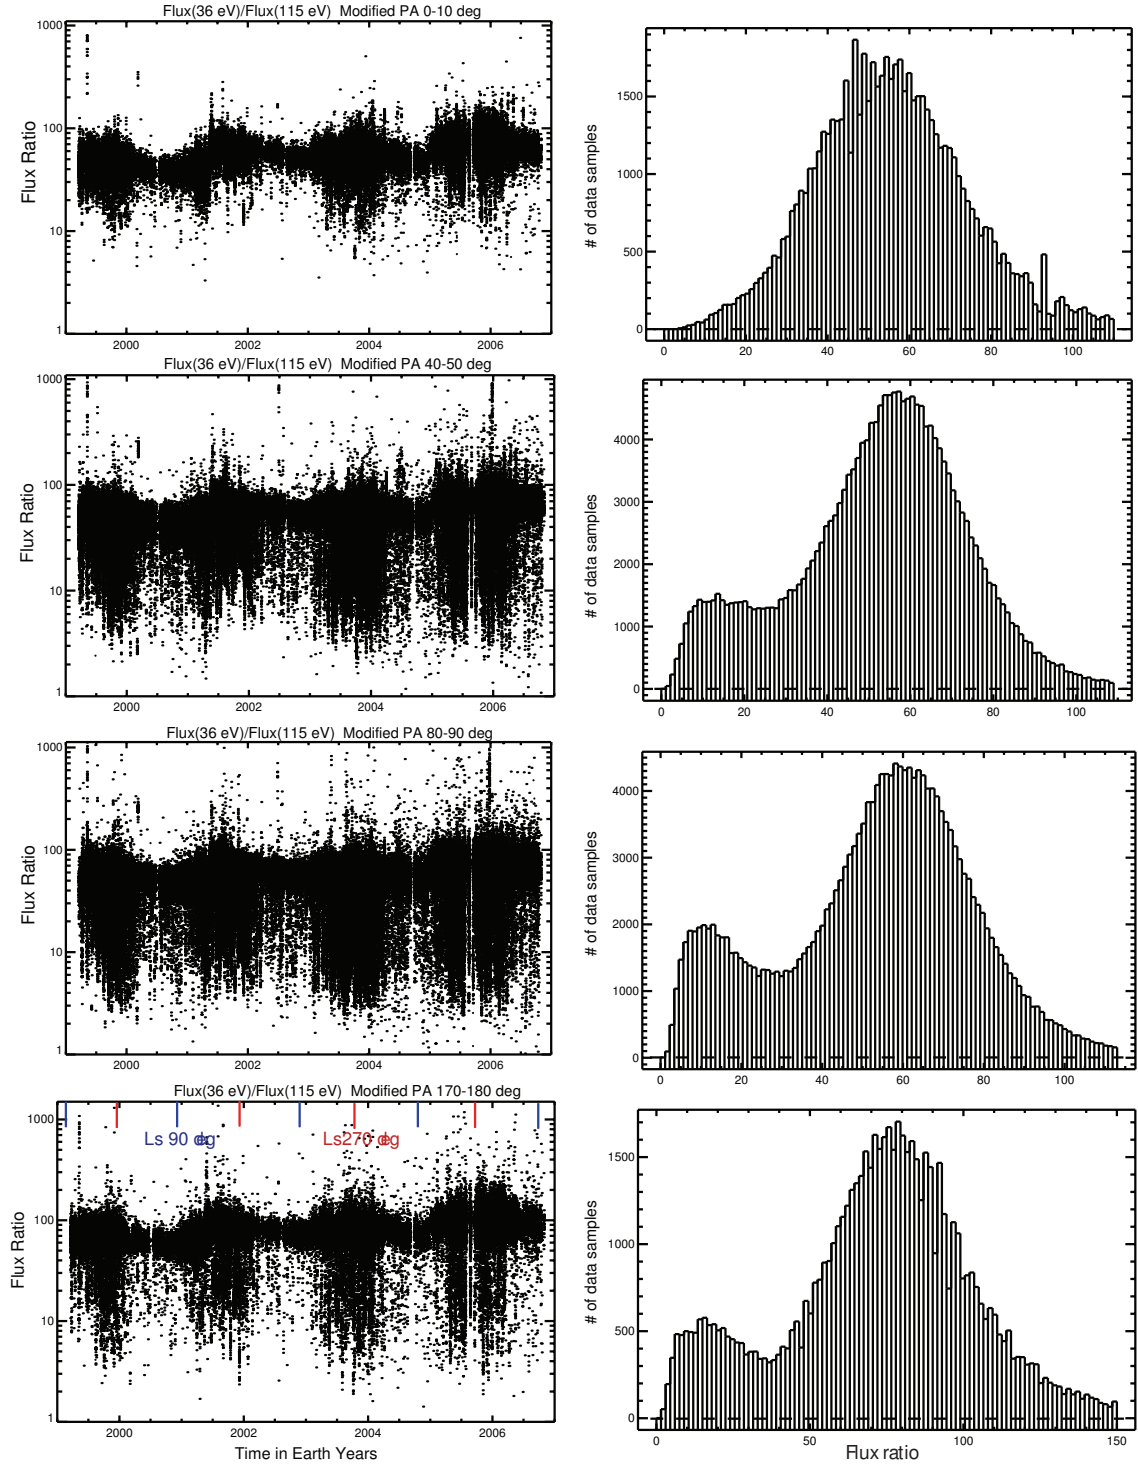 Flux(36 eV)/Flux(115 eV)  Modified PA 0-10 deg
1000
100
10
1
Flux Ratio
2000 2002 2004 2006
1500
1000
500
0
# of data samples
0 20 40 60 80 100
Flux(36 eV)/Flux(115 eV)  Modified PA 40-50 deg
1000
100
10
1
Flux Ratio
2000 2002 2004 2006
4000
3000
2000
1000
0
# of data samples
0 20 40 60 80 100
Flux(36 eV)/Flux(115 eV)  Modified PA 80-90 deg
1000
100
10
1
Flux Ratio
2000 2002 2004 2006
4000
3000
2000
1000
0
# of data samples
0 20 40 60 80 100
Flux(36 eV)/Flux(115 eV)  Modified PA 170-180 deg
1000
100
10
1
Flux Ratio
Ls 90 deg
Ls270 deg
2000 2002 2004 2006
Time in Earth Years
1500
1000
500
0
# of data samples
0 50 100 150
Flux ratio